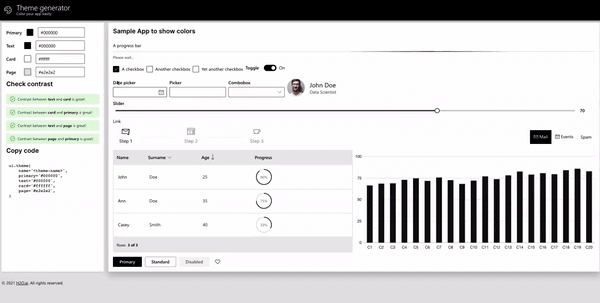 Theme generator
Color your app easily
Primary
#000000
Text
#000000
Card
#ffffff
Page
#e2e2e2
Check contrast
Contrast between text and card is great!
Contrast between card and primary is great!
Contrast between text and page is great!
Contrast between page and primary is great!
Copy code
ui.theme(
name='<theme-name>',
primary='#000000',
text='#000000',
card='#ffffff',
page='#e2e2e2',
)
Sample App to show colors
A progress bar
Please wait...
A checkbox
Another checkbox
Yet another checkbox
Toggle
On
Date picker
Picker
Combobox
John Doe
Data Scientist
Slider
70
Link
Step 1
Step 2
Step 3
Mail
Events
Spam
Name Surname Age Progress
John Doe 25 90%
Ann Doe 35 75%
Casey Smith 40 33%
Rows: 3 of 3
100
80
60
40
20
0
C1 C2 C3 C4 C5 C6 C7 C8 C9 C10 C11 C12 C13 C14 C15 C16 C17 C18 C19 C20
Primary
Standard
Disabled
© 2021 H2O.ai. All rights reserved.